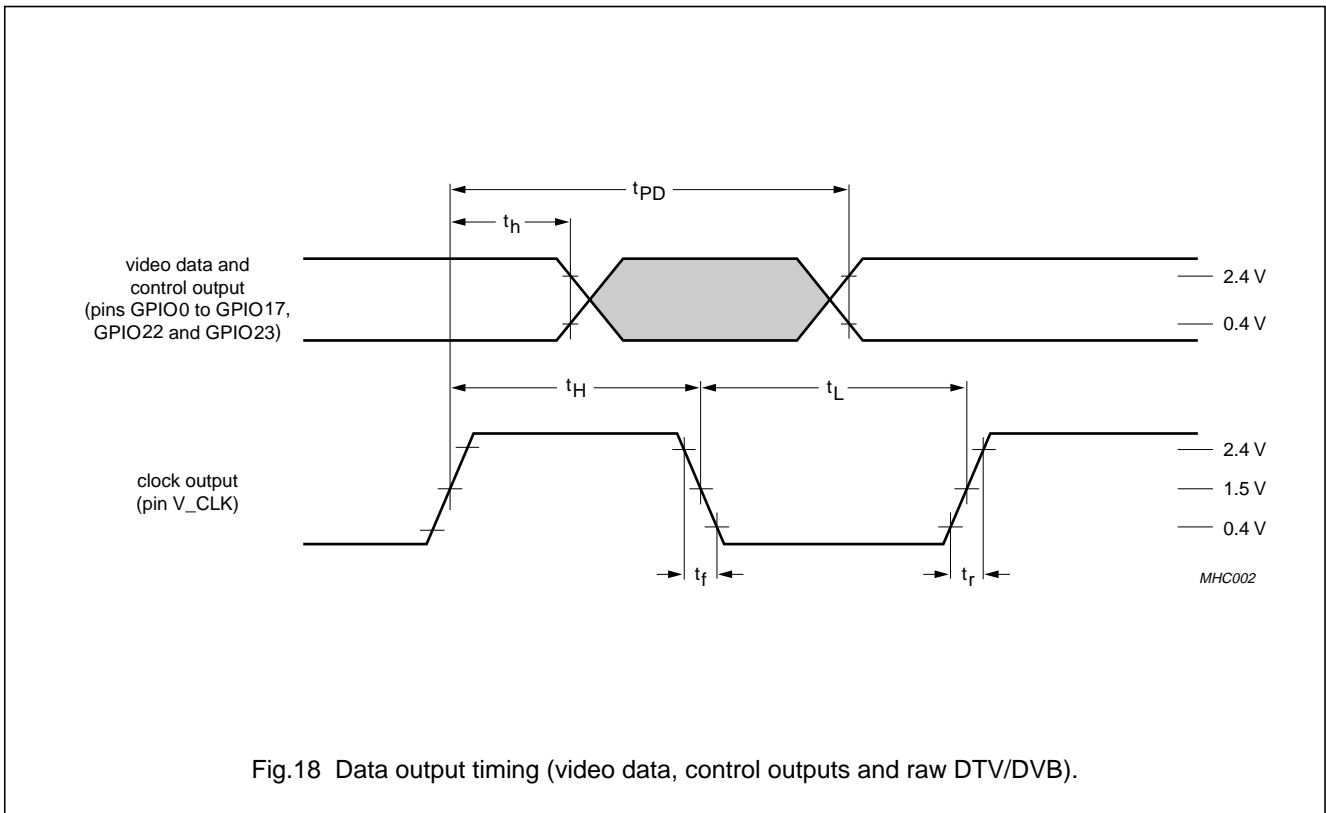 tPD
th
video data and
control output
(pins GPIO0 to GPIO17,
GPIO22 and GPIO23)
2.4 V
0.4 V
tH
tL
clock output
(pin V_CLK)
2.4 V
1.5 V
0.4 V
tf
tr
MHC002
Fig.18 Data output timing (video data, control outputs and raw DTV/DVB).